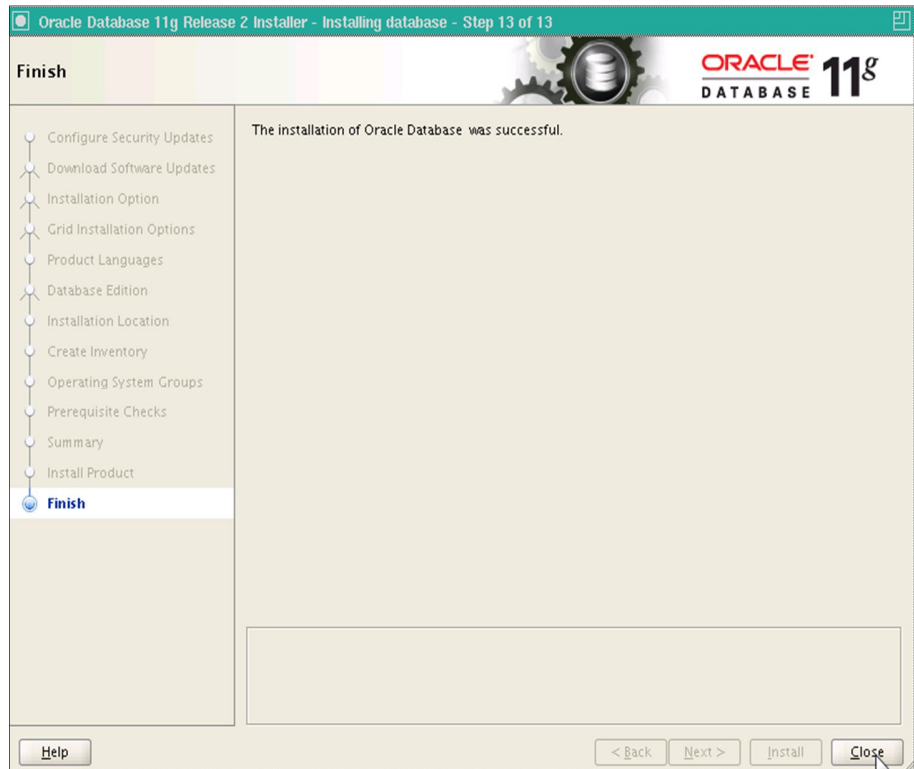 Oracle Database 11g Release 2 Installer - Installing database - Step 13 of 13
Finish
ORACLE
DATABASE
11g
Configure Security Updates
Download Software Updates
Installation Option
Grid Installation Options
Product Languages
Database Edition
Installation Location
Create Inventory
Operating System Groups
Prerequisite Checks
Summary
Install Product
Finish
The installation of Oracle Database was successful.
Help
< Back
Next >
Install
Close